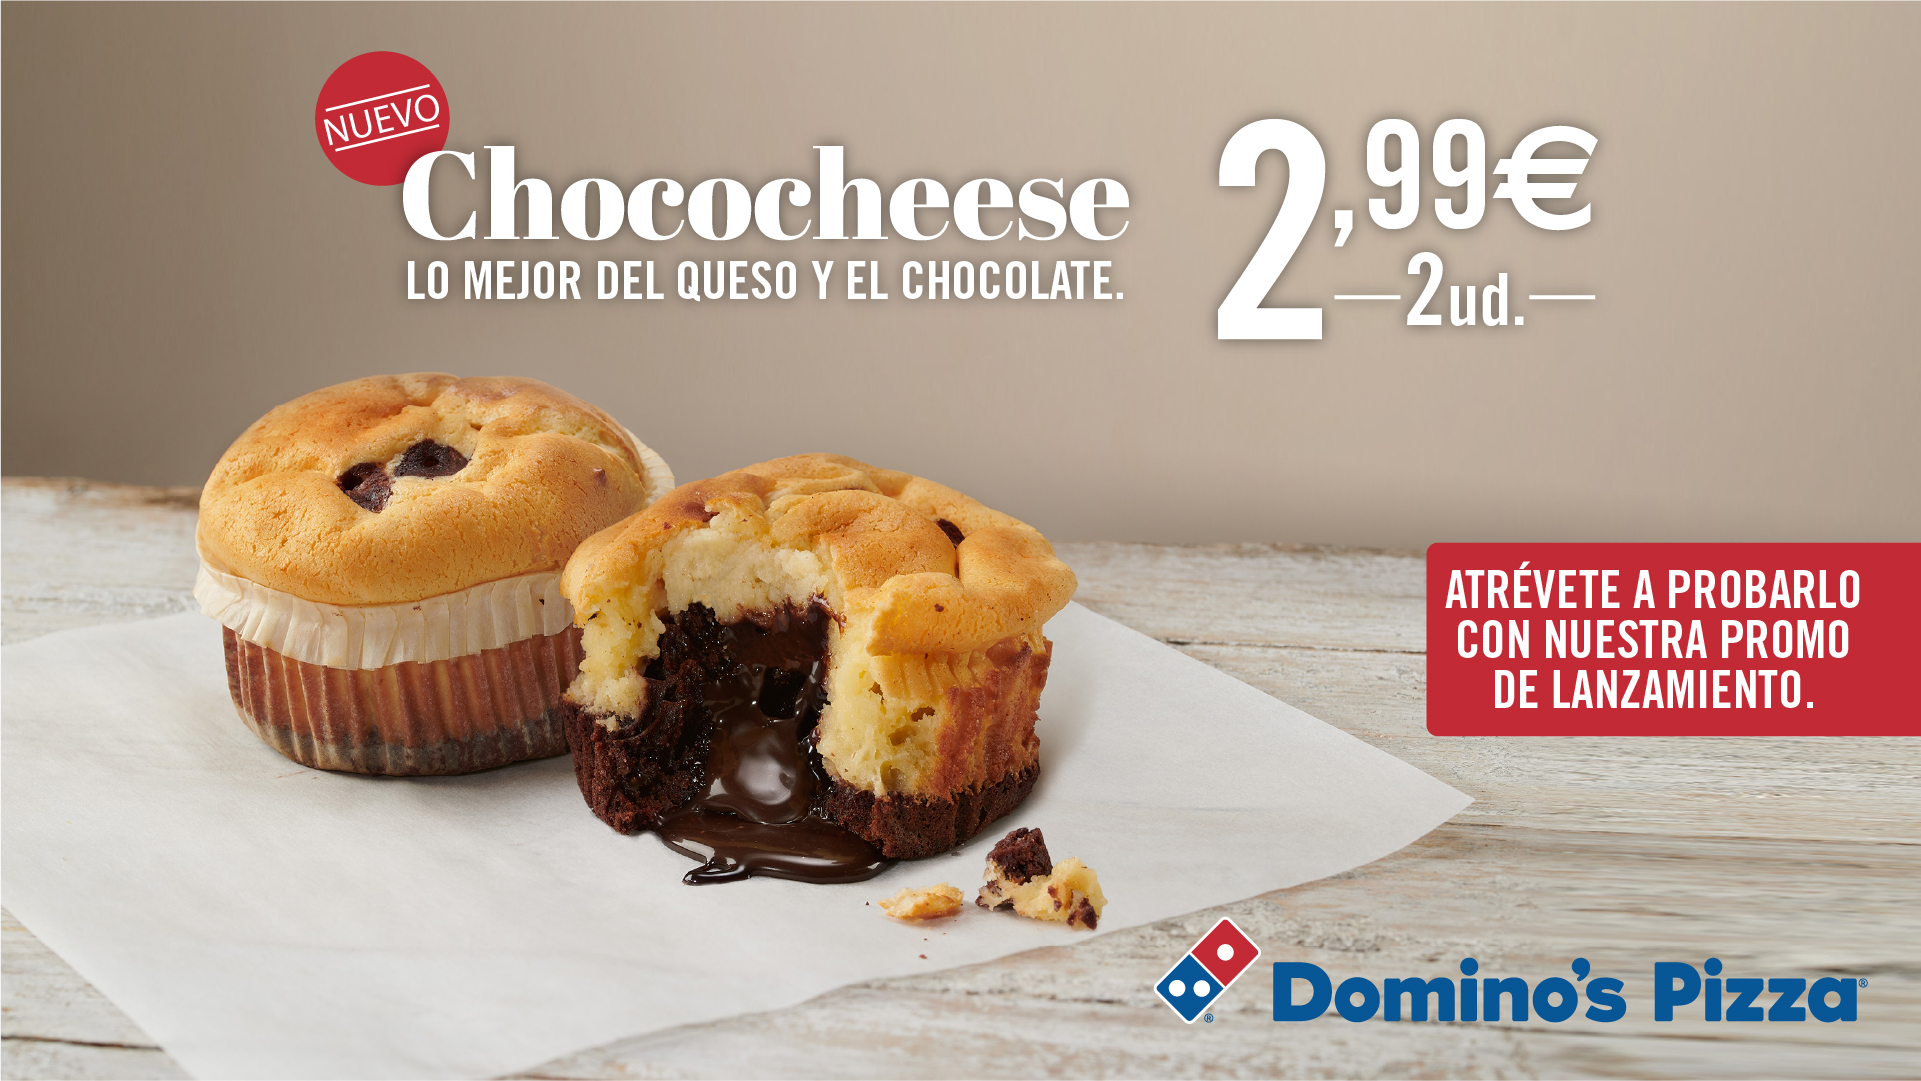 NUEVO
Chococheese
LO MEJOR DEL QUESO Y EL CHOCOLATE.
2,99€
2ud.
ATRÉVETE A PROBARLO
CON NUESTRA PROMO
DE LANZAMIENTO.
Domino's Pizza®
®